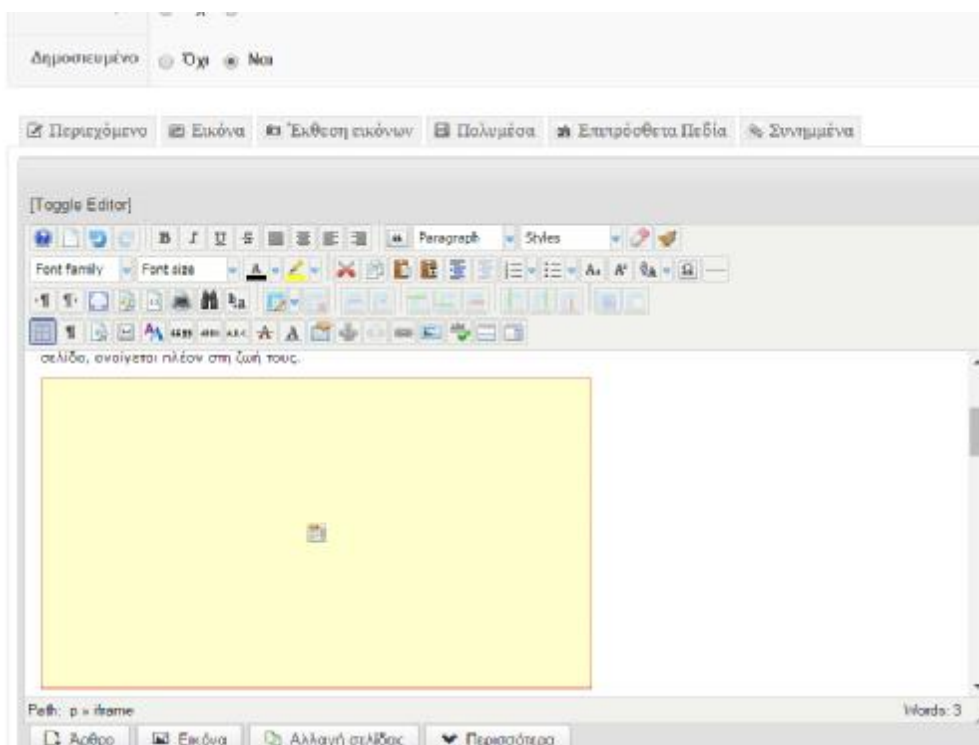 Δημοσιευμένο Όχι Ναι
Περιεχόμενο Εικόνα Έκθεση εικόνων Πολυμέσα Επιπρόσθετα Πεδία Συνημμένα
[Toggle Editor]
B I U S Paragraph Styles
Font family Font size
σελίδα, ανοίγεται πλέον στη ζωή τους.
Path: p » iframe Words: 3
Άρθρο Εικόνα Αλλαγή σελίδας Περισσότερα